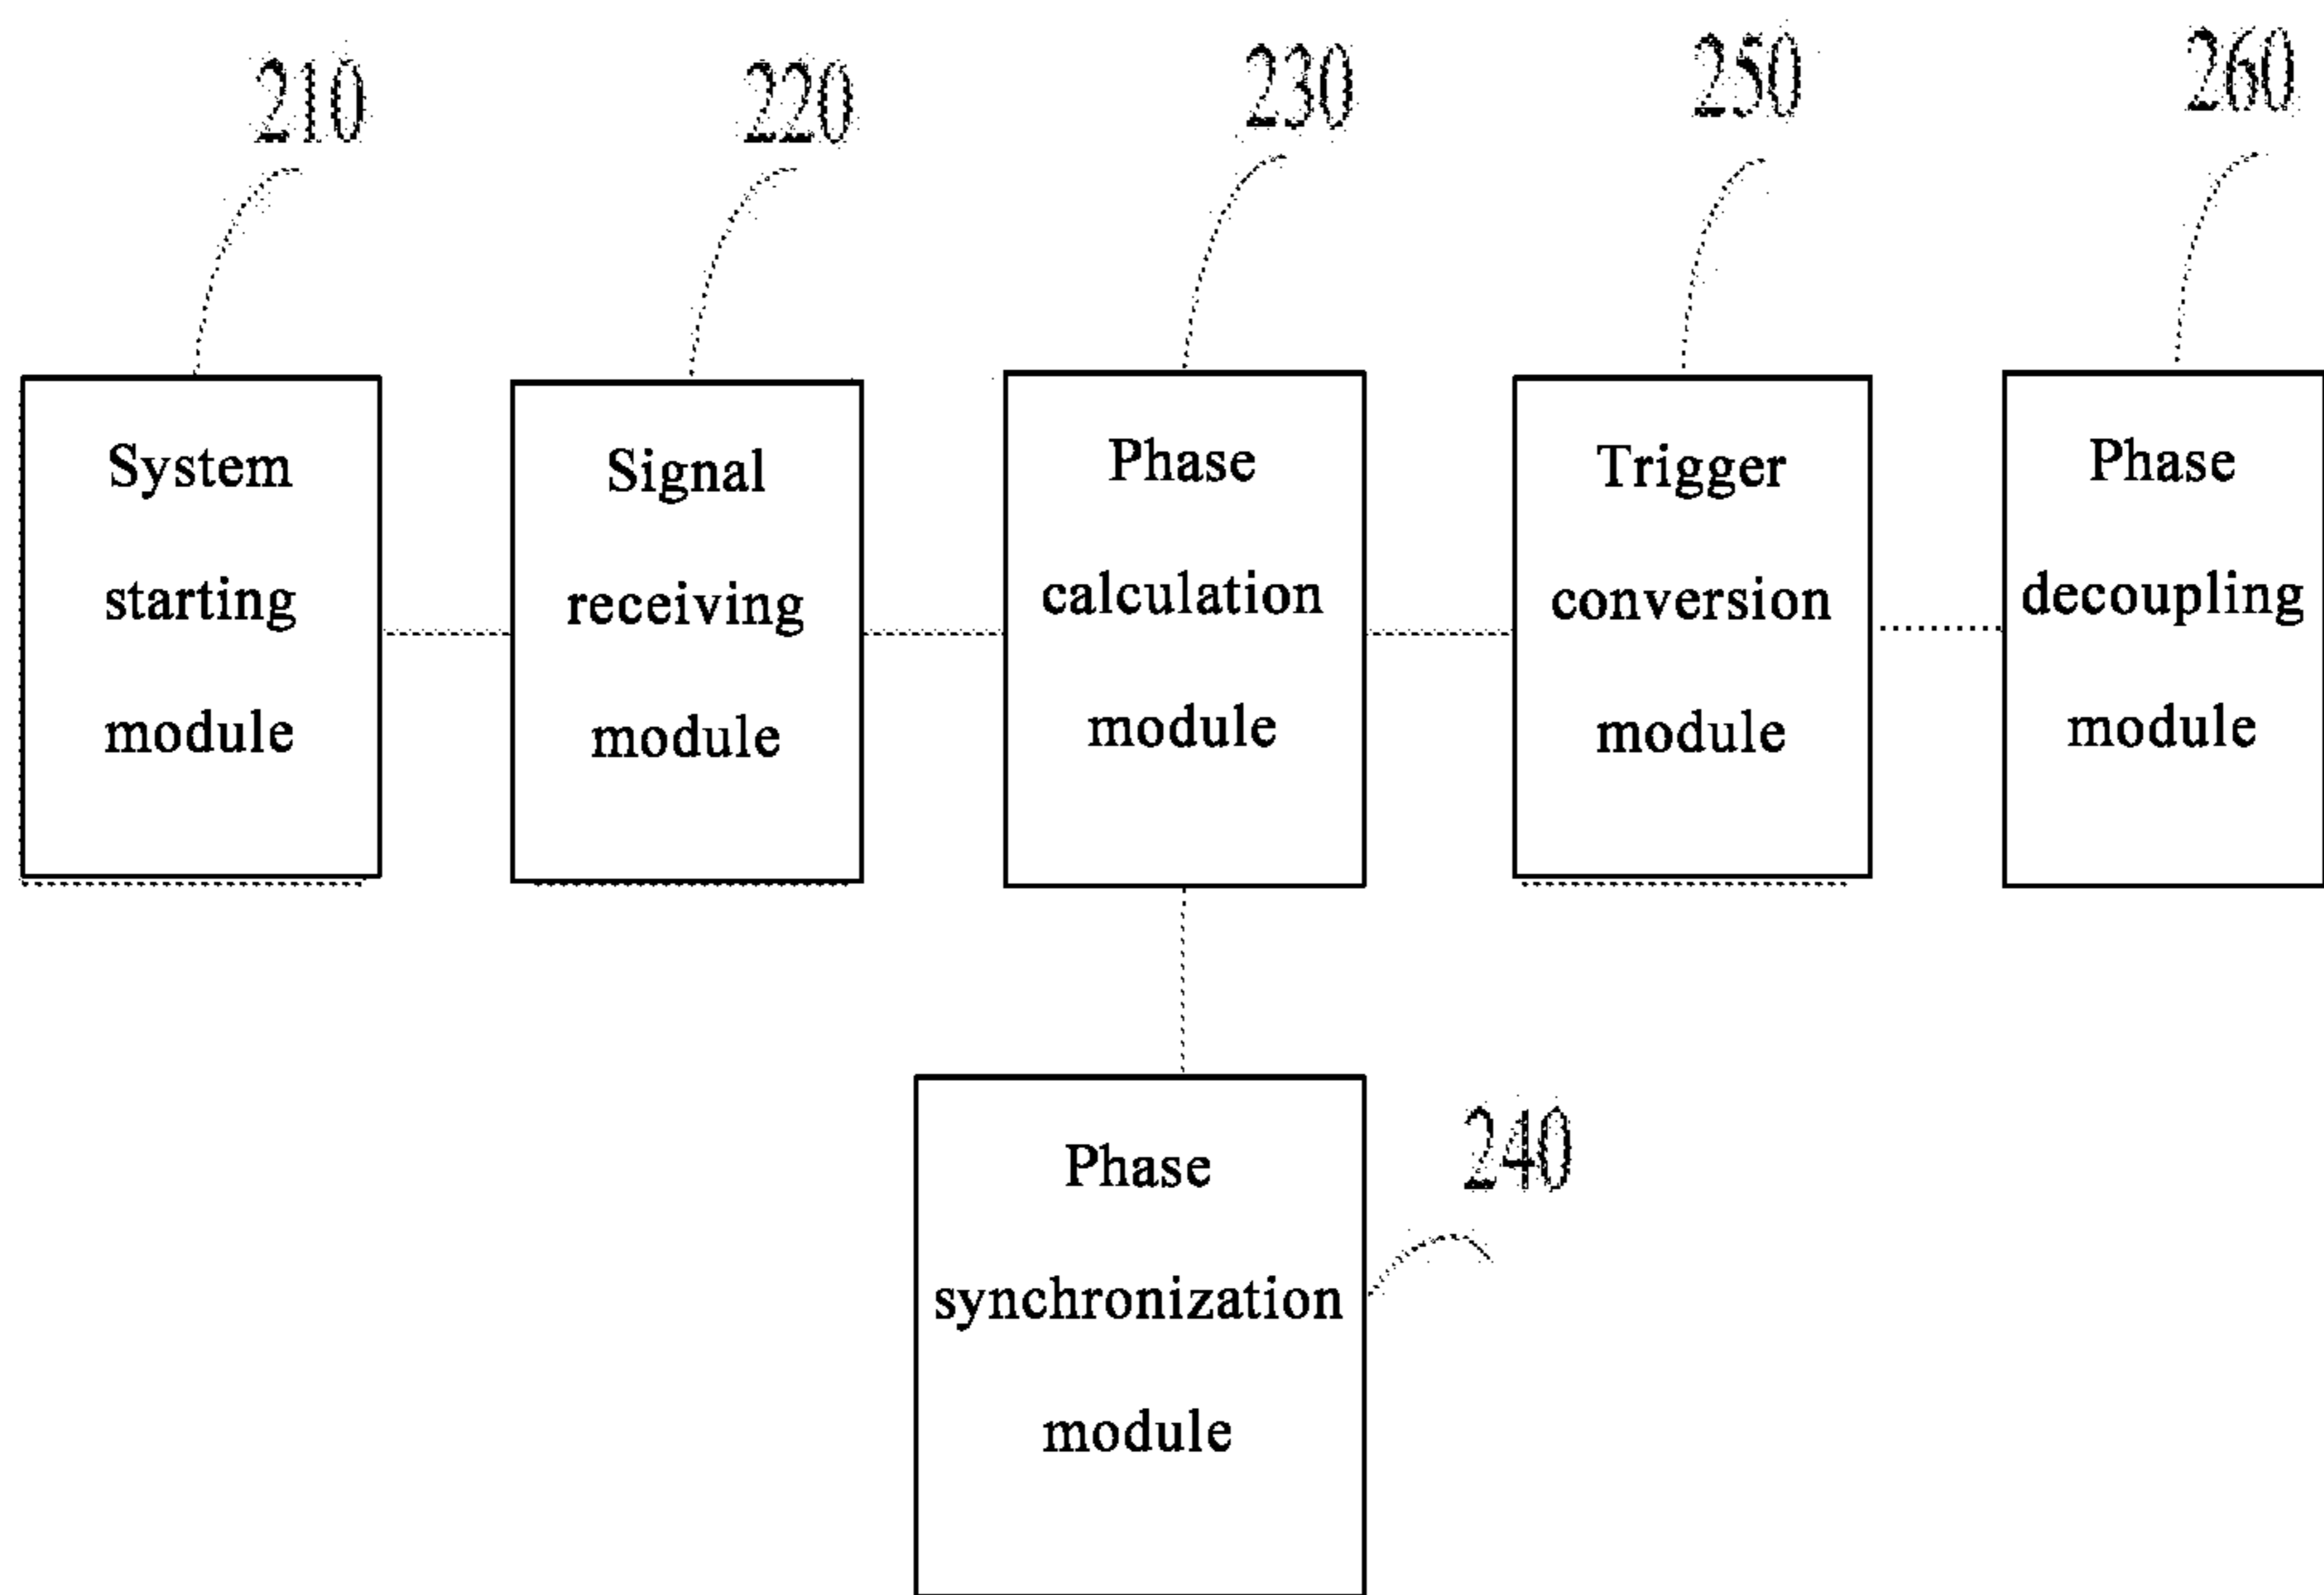 210
220
230
250
260
System
starting
module
Signal
receiving
module
Phase
calculation
module
Trigger
conversion
module
Phase
decoupling
module
Phase
synchronization
module
240